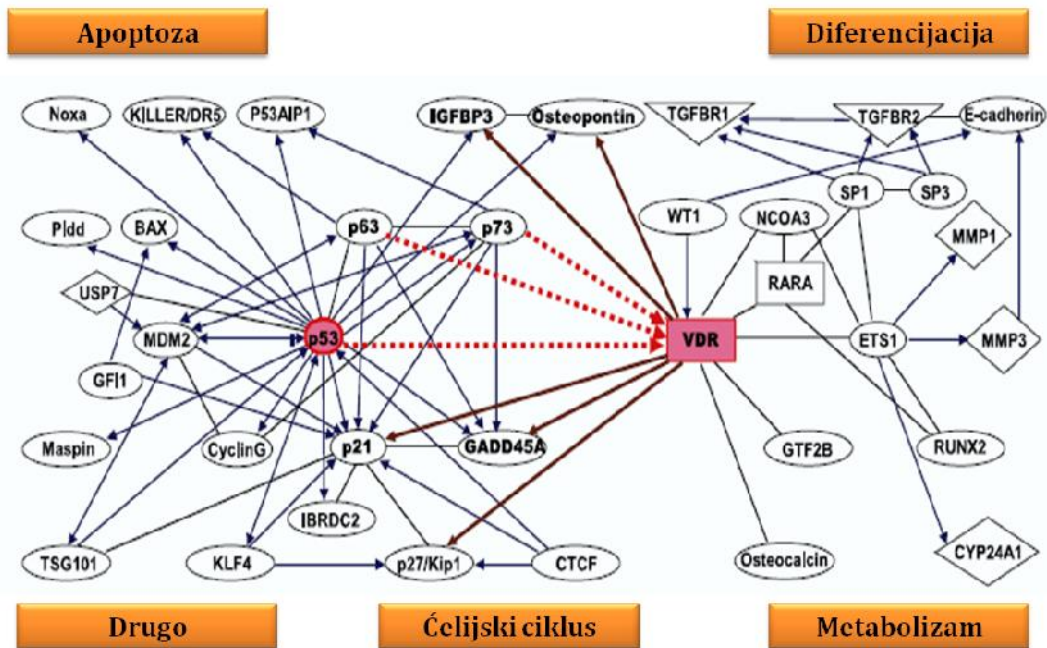 Apoptoza
Diferencijacija
Noxa
KILLER/DR5
P53AIP1
IGFBP3
Osteopontin
TGFBR1
TGFBR2
E-cadherin
SP1
SP3
WT1
NCOA3
Pidd
BAX
p63
p73
MMP1
RARA
USP7
MDM2
p53
VDR
ETS1
MMP3
GFI1
Maspin
CyclinG
p21
GADD45A
GTF2B
RUNX2
IBRDC2
TSG101
KLF4
p27/Kip1
CTCF
Osteocalcin
CYP24A1
Drugo
Ćelijski ciklus
Metabolizam